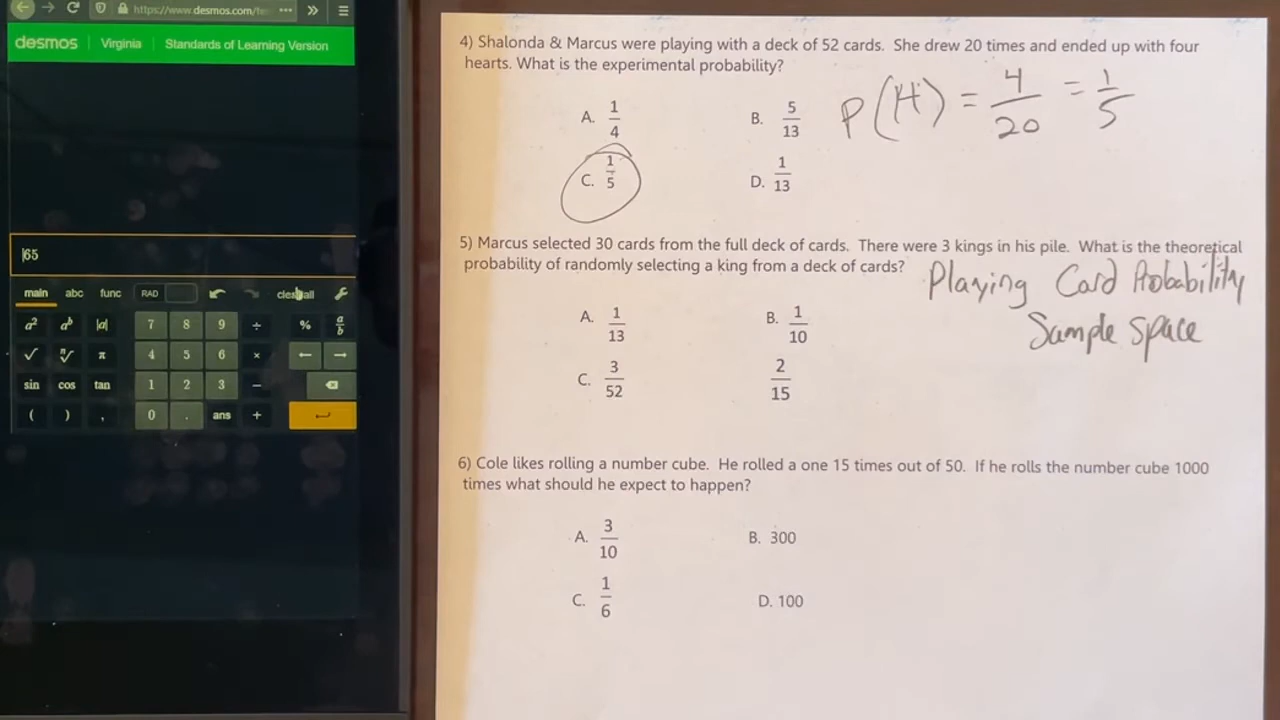 https://www.desmos.com/te
desmos Virginia Standards of Learning Version
65
main abc func RAD clear all
a² aᵇ |a| 7 8 9 ÷ % a/b
√ ⁿ√ π 4 5 6 × ← →
sin cos tan 1 2 3 −
( ) , 0 . ans +
4) Shalonda & Marcus were playing with a deck of 52 cards. She drew 20 times and ended up with four
hearts. What is the experimental probability?
P(H) = 4/20 = 1/5
A. 1/4 B. 5/13
C. 1/5 D. 1/13
5) Marcus selected 30 cards from the full deck of cards. There were 3 kings in his pile. What is the theoretical
probability of randomly selecting a king from a deck of cards?
Playing Card Probability
Sample Space
A. 1/13 B. 1/10
C. 3/52 2/15
6) Cole likes rolling a number cube. He rolled a one 15 times out of 50. If he rolls the number cube 1000
times what should he expect to happen?
A. 3/10 B. 300
C. 1/6 D. 100